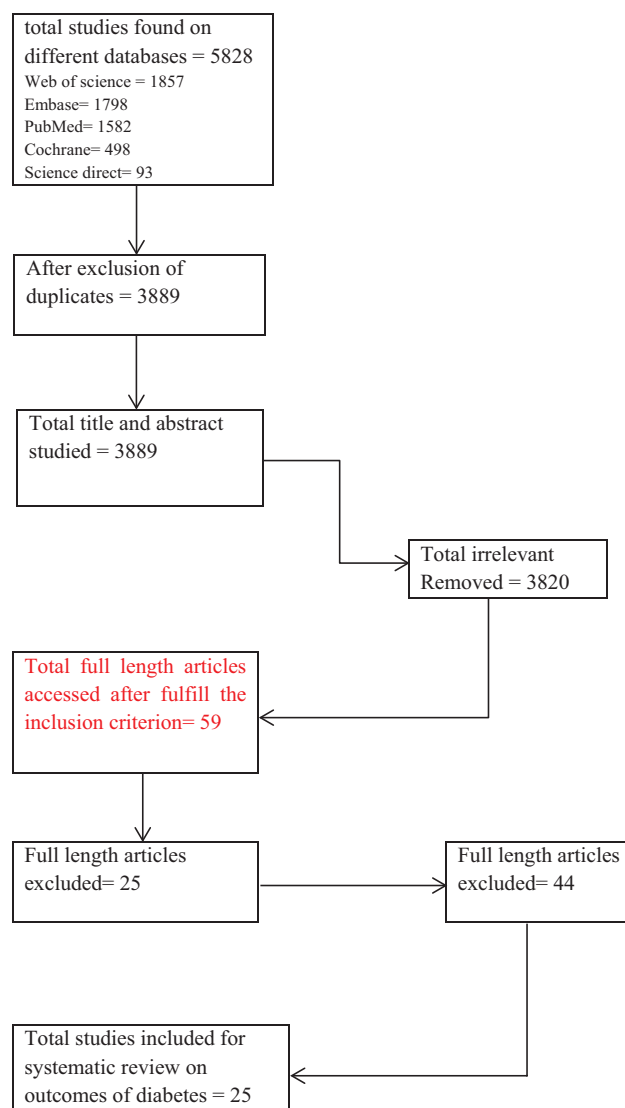 total studies found on
different databases = 5828
Web of science = 1857
Embase= 1798
PubMed= 1582
Cochrane= 498
Science direct= 93
After exclusion of
duplicates = 3889
Total title and abstract
studied = 3889
Total irrelevant
Removed = 3820
Total full length articles
accessed after fulfill the
inclusion criterion= 59
Full length articles
excluded= 25
Full length articles
excluded= 44
Total studies included for
systematic review on
outcomes of diabetes = 25